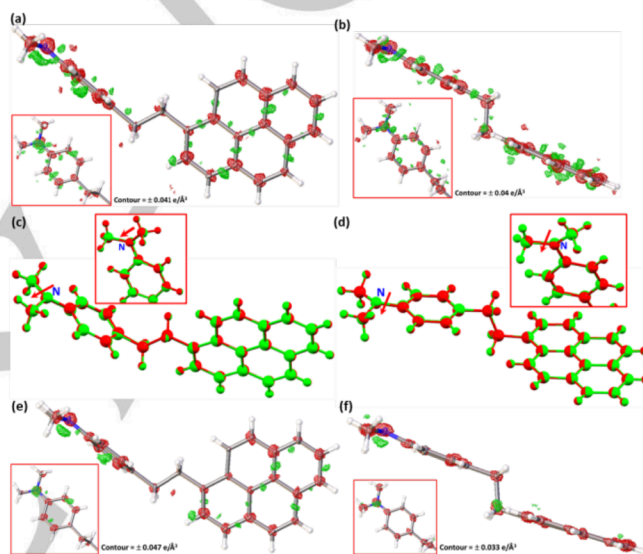 (a)
(b)
Contour = ± 0.041 e/Å³
Contour = ± 0.04 e/Å³
(c)
N
N
(d)
N
N
(e)
(f)
Contour = ± 0.047 e/Å³
Contour = ± 0.033 e/Å³